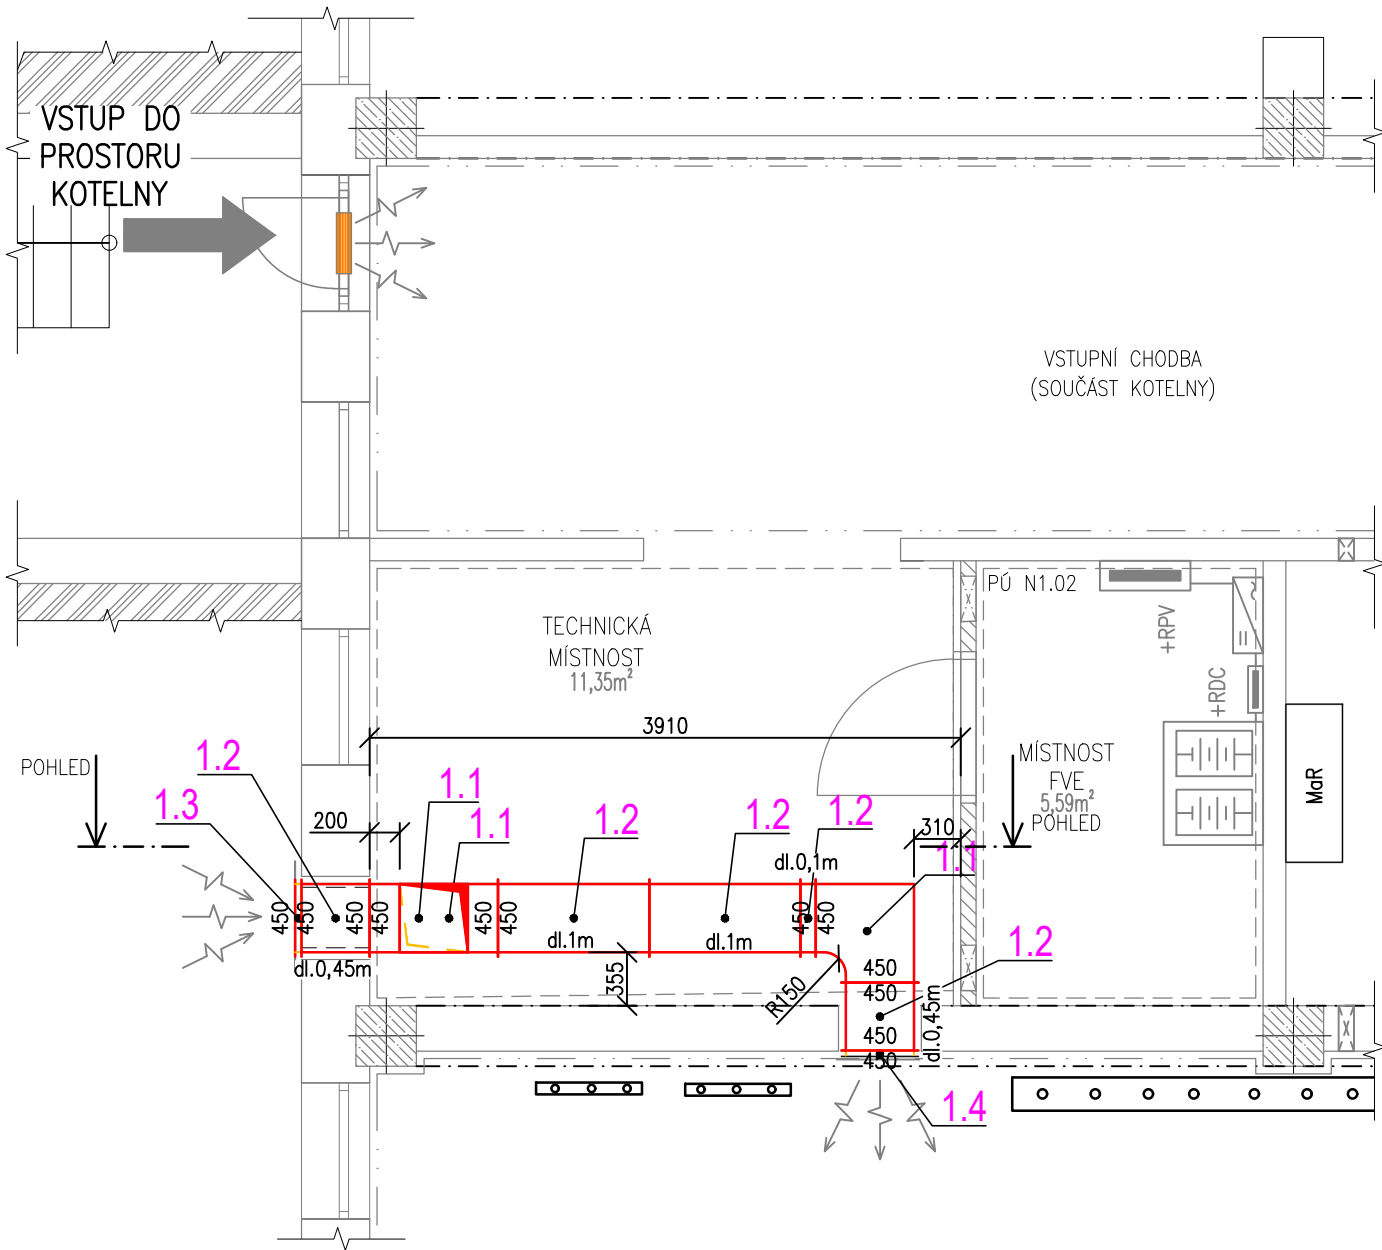 VSTUP DO
PROSTORU
KOTELNY
VSTUPNÍ CHODBA
(SOUČÁST KOTELNY)
PÚ N1.02
+RPV
+RDC
TECHNICKÁ
MÍSTNOST
11,35m²
3910
MÍSTNOST
FVE
5,59m²
POHLED
MaR
POHLED
1.2
1.3
200
1.1
1.1
1.2
1.2
1.2
310
1.1
dl.0,1m
450
450
450
450
450
450
450
450
dl.1m
dl.1m
dl.0,45m
355
R150
450
450
1.2
dl.0,45m
450
450
1.4